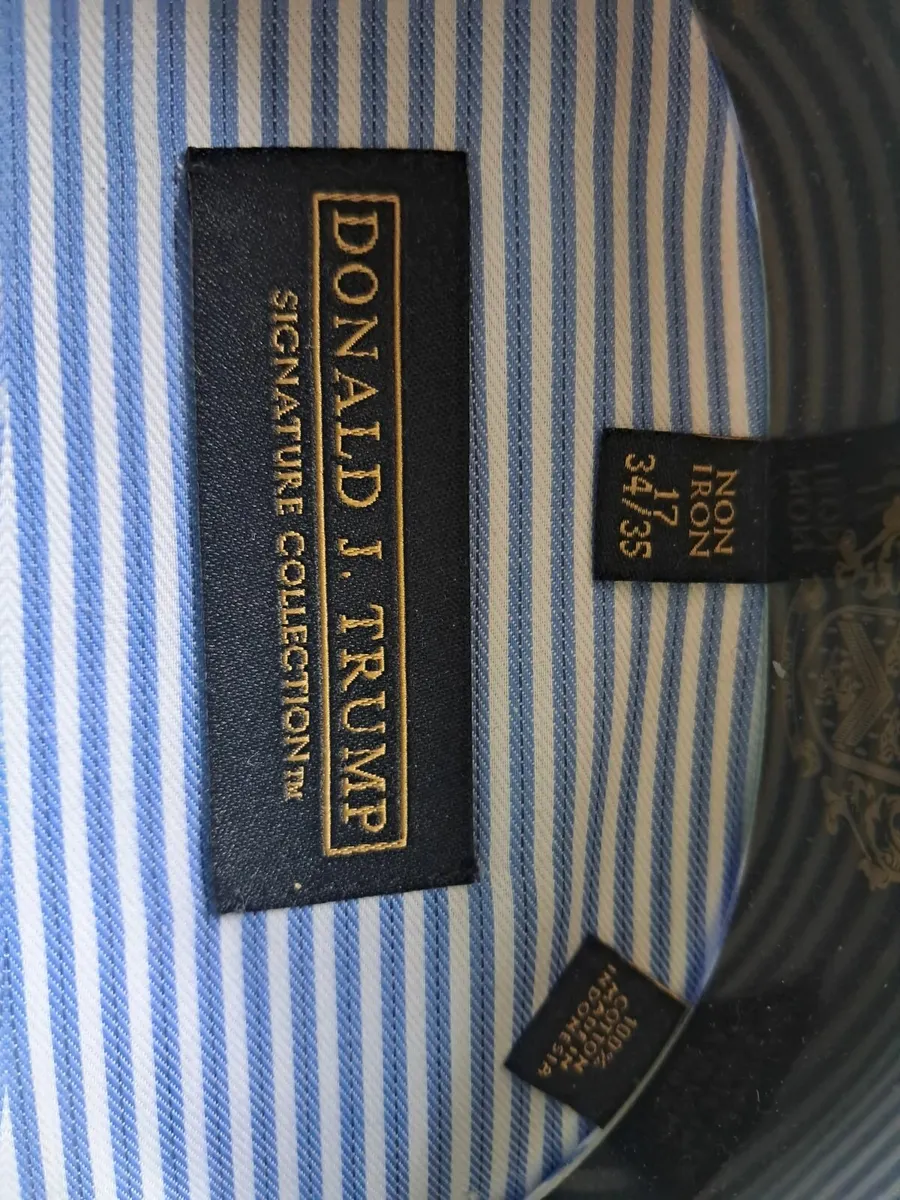 DONALD J. TRUMP
SIGNATURE COLLECTION™
NON
IRON
17
34/35
100%
COTTON
MADE IN
INDONESIA